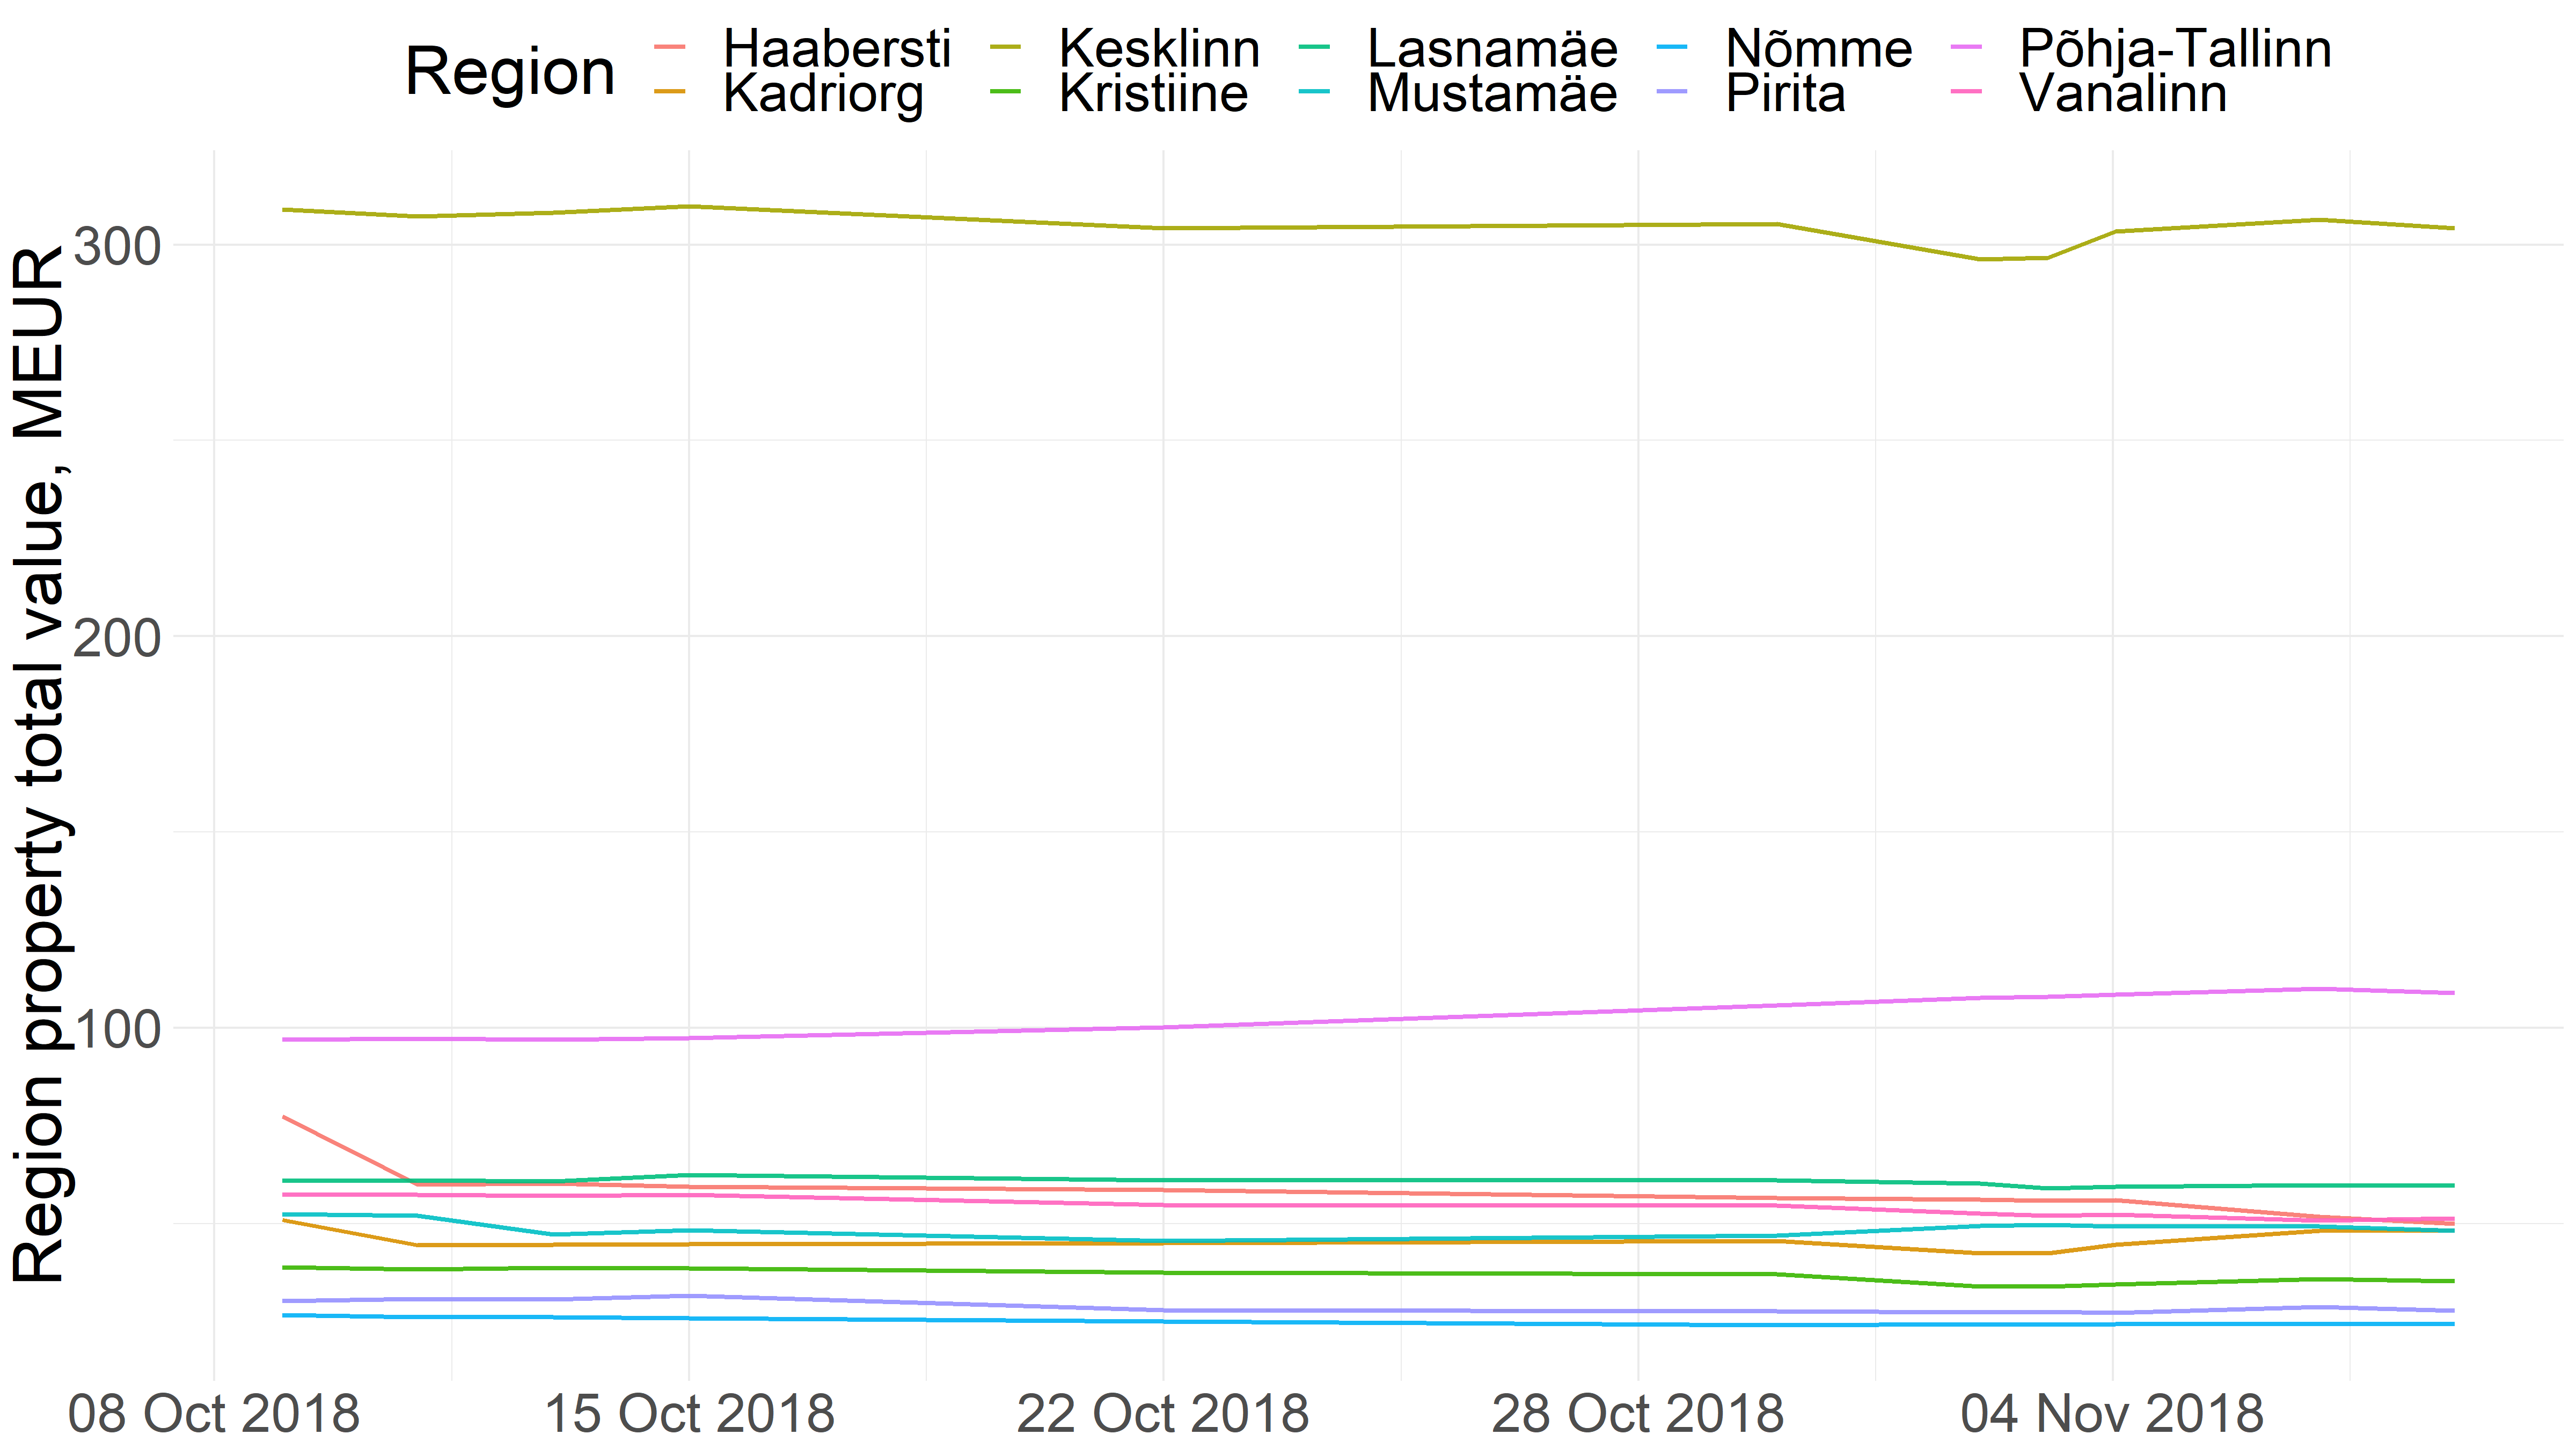 Region
Haabersti Kesklinn Lasnamäe Nõmme Põhja-Tallinn
Kadriorg Kristiine Mustamäe Pirita Vanalinn
Region property total value, MEUR
300
200
100
08 Oct 2018 15 Oct 2018 22 Oct 2018 28 Oct 2018 04 Nov 2018